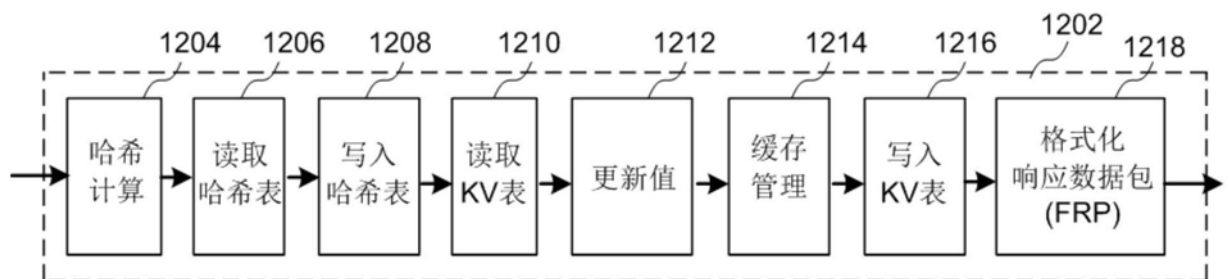 1204 1206 1208 1210 1212 1214 1216 1202 1218
哈希
计算
读取
哈希表
写入
哈希表
读取
KV表
更新值
缓存
管理
写入
KV表
格式化
响应数据包
(FRP)